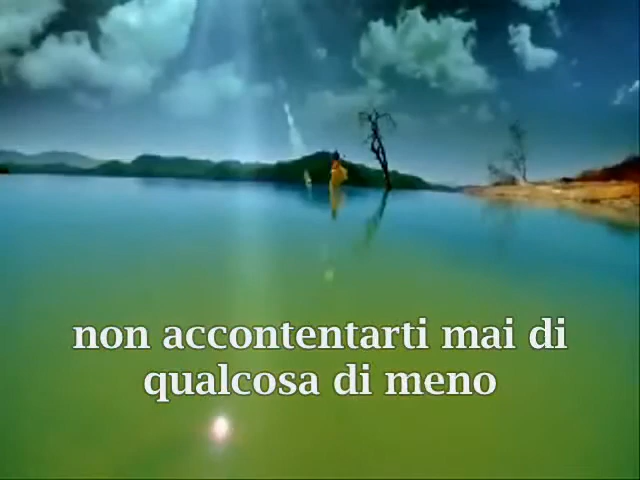 non accontentarti mai di
qualcosa di meno